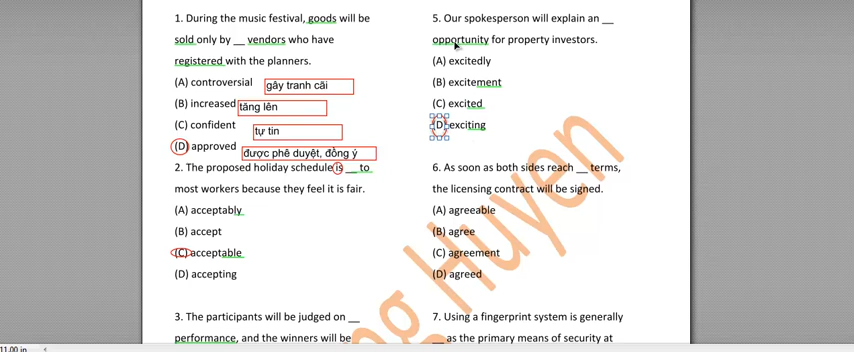 1. During the music festival, goods will be
sold only by __ vendors who have
registered with the planners.
(A) controversial gây tranh cãi
(B) increased tăng lên
(C) confident tự tin
(D) approved được phê duyệt, đồng ý
2. The proposed holiday schedule is __ to
most workers because they feel it is fair.
(A) acceptably
(B) accept
(C) acceptable
(D) accepting
3. The participants will be judged on __
performance, and the winners will be
5. Our spokesperson will explain an __
opportunity for property investors.
(A) excitedly
(B) excitement
(C) excited
(D) exciting
6. As soon as both sides reach __ terms,
the licensing contract will be signed.
(A) agreeable
(B) agree
(C) agreement
(D) agreed
7. Using a fingerprint system is generally
__ as the primary means of security at
Huyen
11.00 in